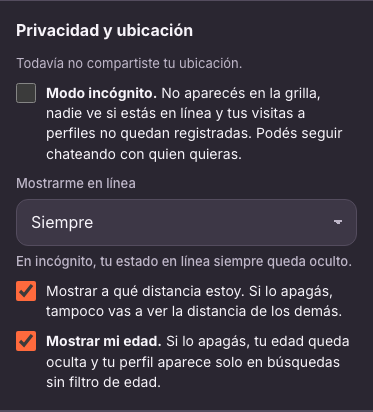 Privacidad y ubicación
Todavía no compartiste tu ubicación.
Modo incógnito. No aparecés en la grilla,
nadie ve si estás en línea y tus visitas a
perfiles no quedan registradas. Podés seguir
chateando con quien quieras.
Mostrarme en línea
Siempre
En incógnito, tu estado en línea siempre queda oculto.
Mostrar a qué distancia estoy. Si lo apagás,
tampoco vas a ver la distancia de los demás.
Mostrar mi edad. Si lo apagás, tu edad queda
oculta y tu perfil aparece solo en búsquedas
sin filtro de edad.